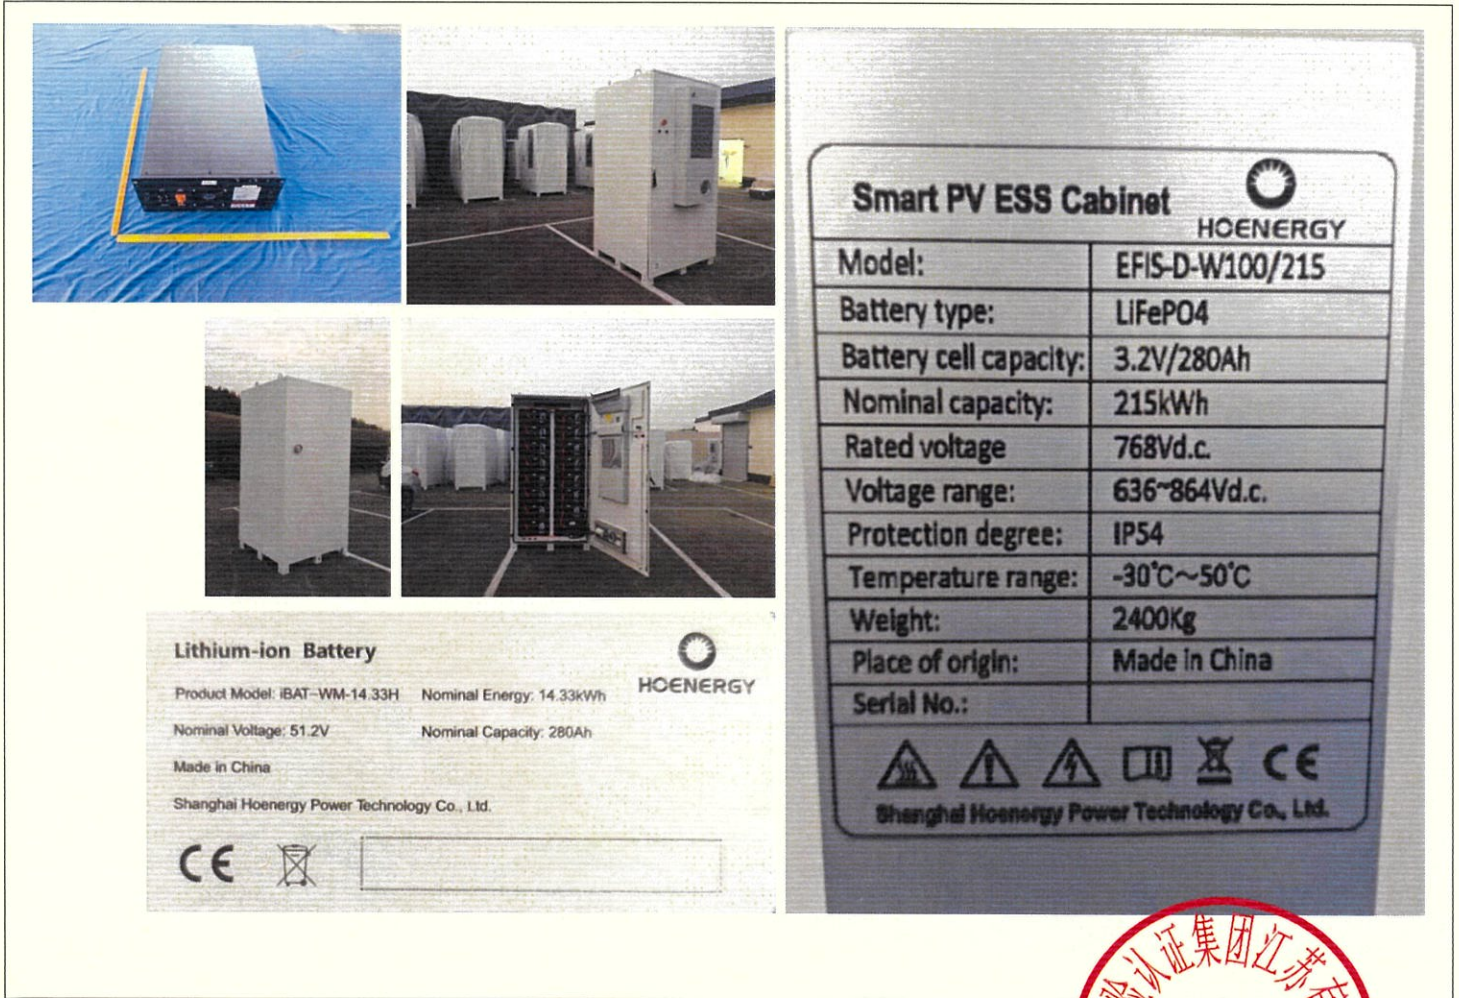 Smart PV ESS Cabinet
HOENERGY
Model: EFIS-D-W100/215
Battery type: LiFePO4
Battery cell capacity: 3.2V/280Ah
Nominal capacity: 215kWh
Rated voltage 768Vd.c.
Voltage range: 636~864Vd.c.
Protection degree: IP54
Temperature range: -30℃～50℃
Weight: 2400Kg
Place of origin: Made in China
Serial No.:
CE
Shanghai Hoenergy Power Technology Co., Ltd.
Lithium-ion Battery
HOENERGY
Product Model: iBAT-WM-14.33H Nominal Energy: 14.33kWh
Nominal Voltage: 51.2V Nominal Capacity: 280Ah
Made in China
Shanghai Hoenergy Power Technology Co., Ltd.
CE
验认证集团江苏有